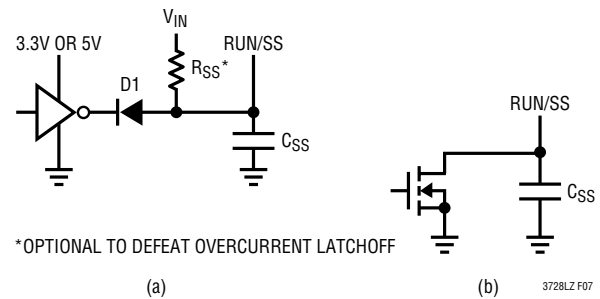 V_IN
3.3V OR 5V
RUN/SS
R_SS*
D1
C_SS
RUN/SS
C_SS
*OPTIONAL TO DEFEAT OVERCURRENT LATCHOFF
(a)
(b)
3728LZ F07